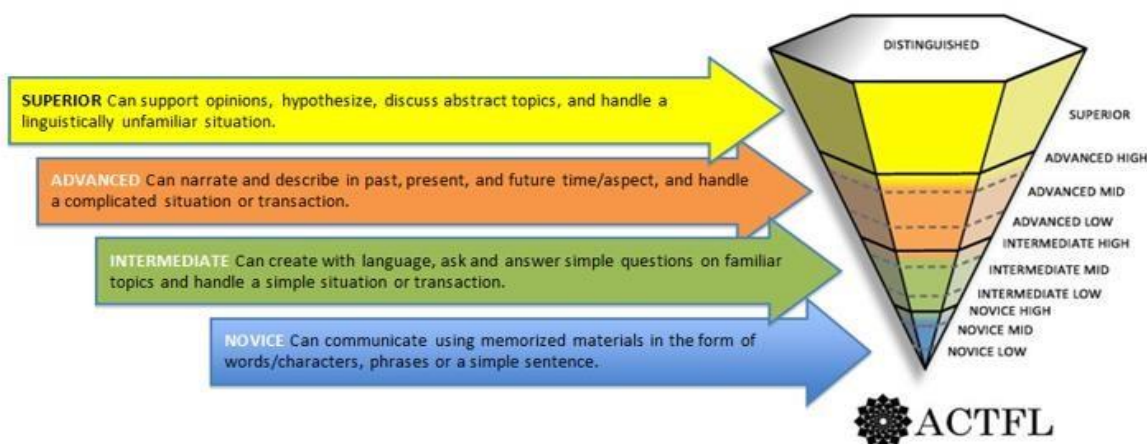 DISTINGUISHED
SUPERIOR Can support opinions, hypothesize, discuss abstract topics, and handle a
linguistically unfamiliar situation.
ADVANCED Can narrate and describe in past, present, and future time/aspect, and handle
a complicated situation or transaction.
INTERMEDIATE Can create with language, ask and answer simple questions on familiar
topics and handle a simple situation or transaction.
NOVICE Can communicate using memorized materials in the form of
words/characters, phrases or a simple sentence.
SUPERIOR
ADVANCED HIGH
ADVANCED MID
ADVANCED LOW
INTERMEDIATE HIGH
INTERMEDIATE MID
INTERMEDIATE LOW
NOVICE HIGH
NOVICE MID
NOVICE LOW
ACTFL